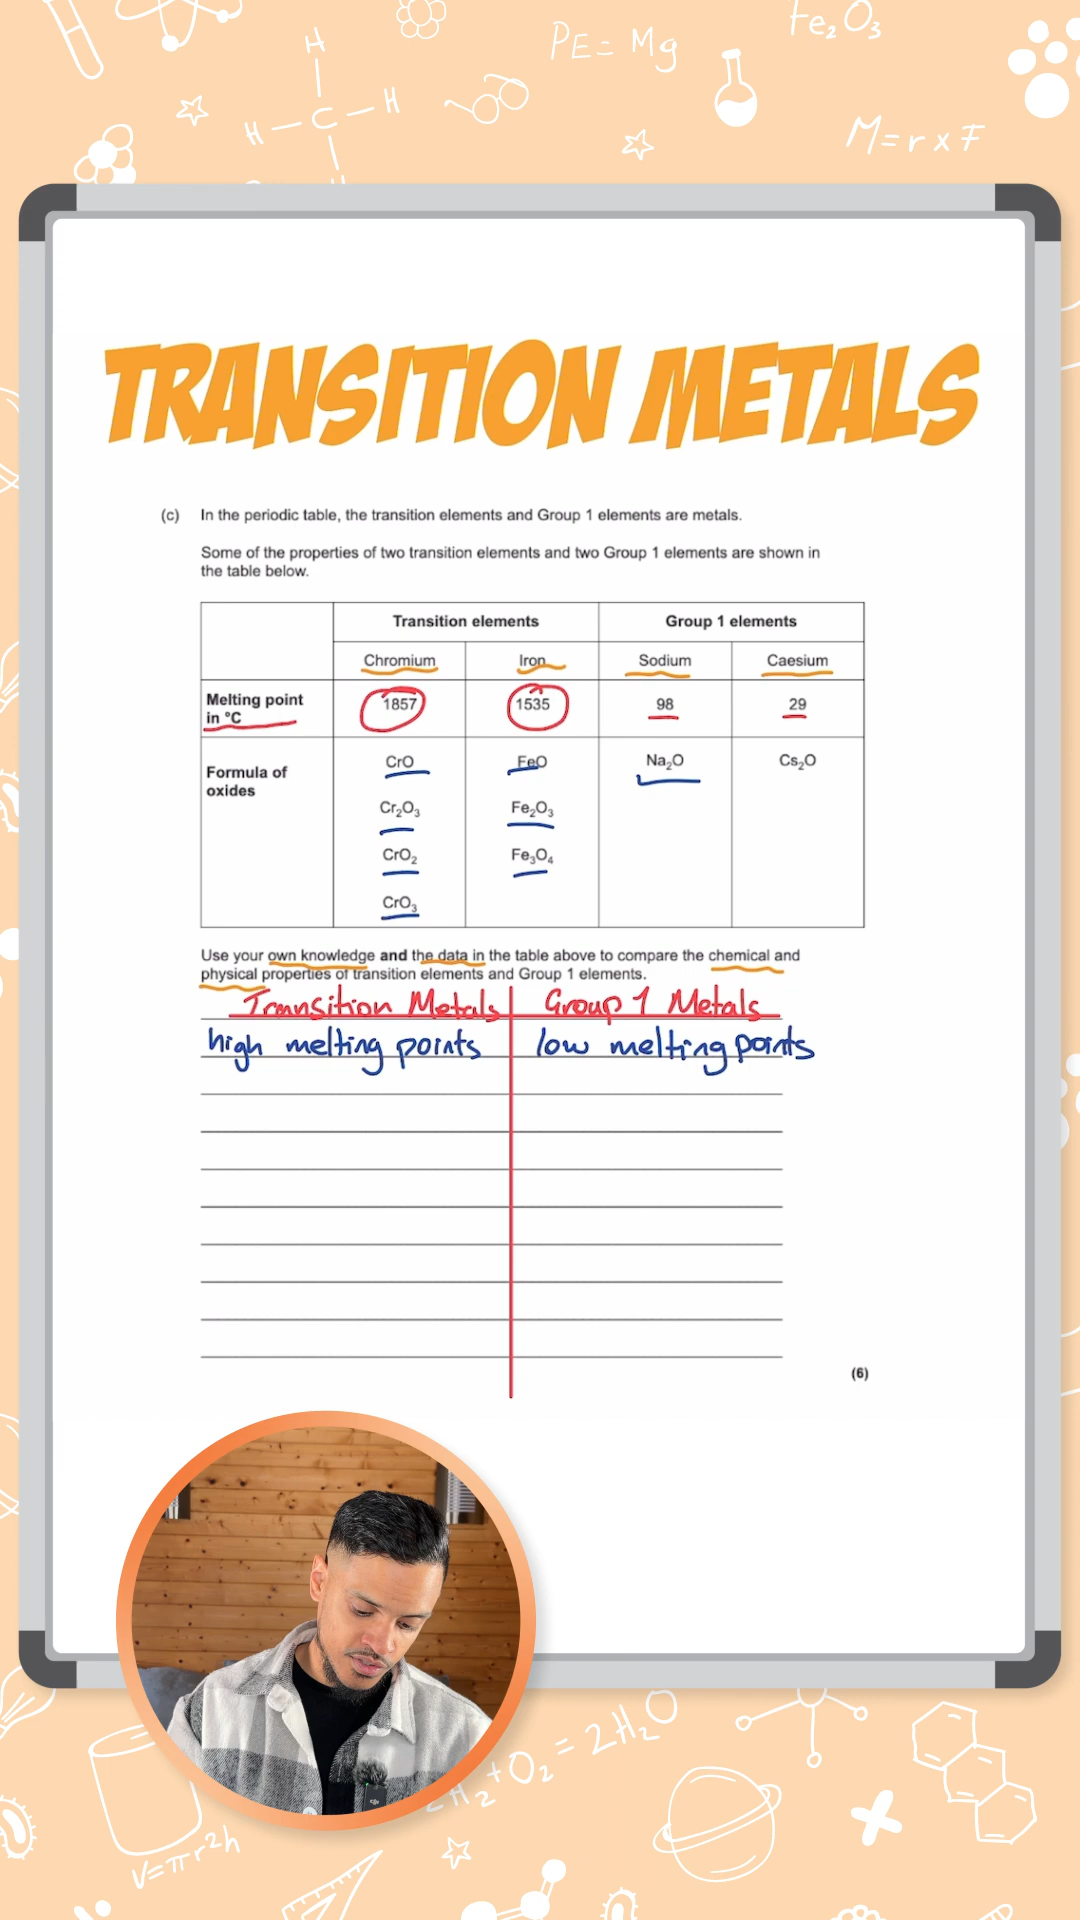 PE = Mg
Fe₂O₃
H
H — C — H
M = r x F
TRANSITION METALS
(c) In the periodic table, the transition elements and Group 1 elements are metals.
Some of the properties of two transition elements and two Group 1 elements are shown in
the table below.
Transition elements Group 1 elements
Chromium Iron Sodium Caesium
Melting point
in °C 1857 1535 98 29
Formula of
oxides
CrO FeO Na₂O Cs₂O
Cr₂O₃ Fe₂O₃
CrO₂ Fe₃O₄
CrO₃
Use your own knowledge and the data in the table above to compare the chemical and
physical properties of transition elements and Group 1 elements.
Transition Metals Group 1 Metals
high melting points low melting points
(6)
2H₂ + O₂ = 2H₂O
V=πr²h